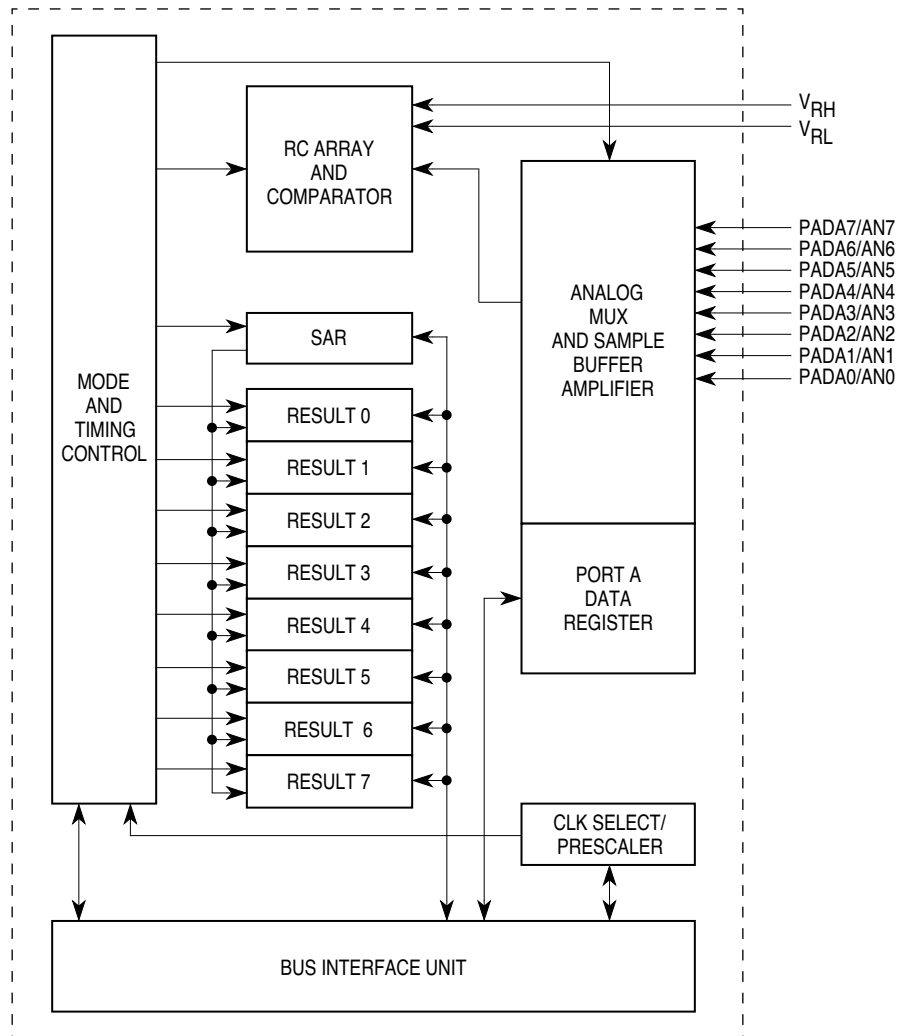 MODE
AND
TIMING
CONTROL
RC ARRAY
AND
COMPARATOR
V RH
V RL
ANALOG
MUX
AND SAMPLE
BUFFER
AMPLIFIER
PADA7/AN7
PADA6/AN6
PADA5/AN5
PADA4/AN4
PADA3/AN3
PADA2/AN2
PADA1/AN1
PADA0/AN0
SAR
RESULT 0
RESULT 1
RESULT 2
RESULT 3
RESULT 4
RESULT 5
RESULT 6
RESULT 7
PORT A
DATA
REGISTER
CLK SELECT/
PRESCALER
BUS INTERFACE UNIT